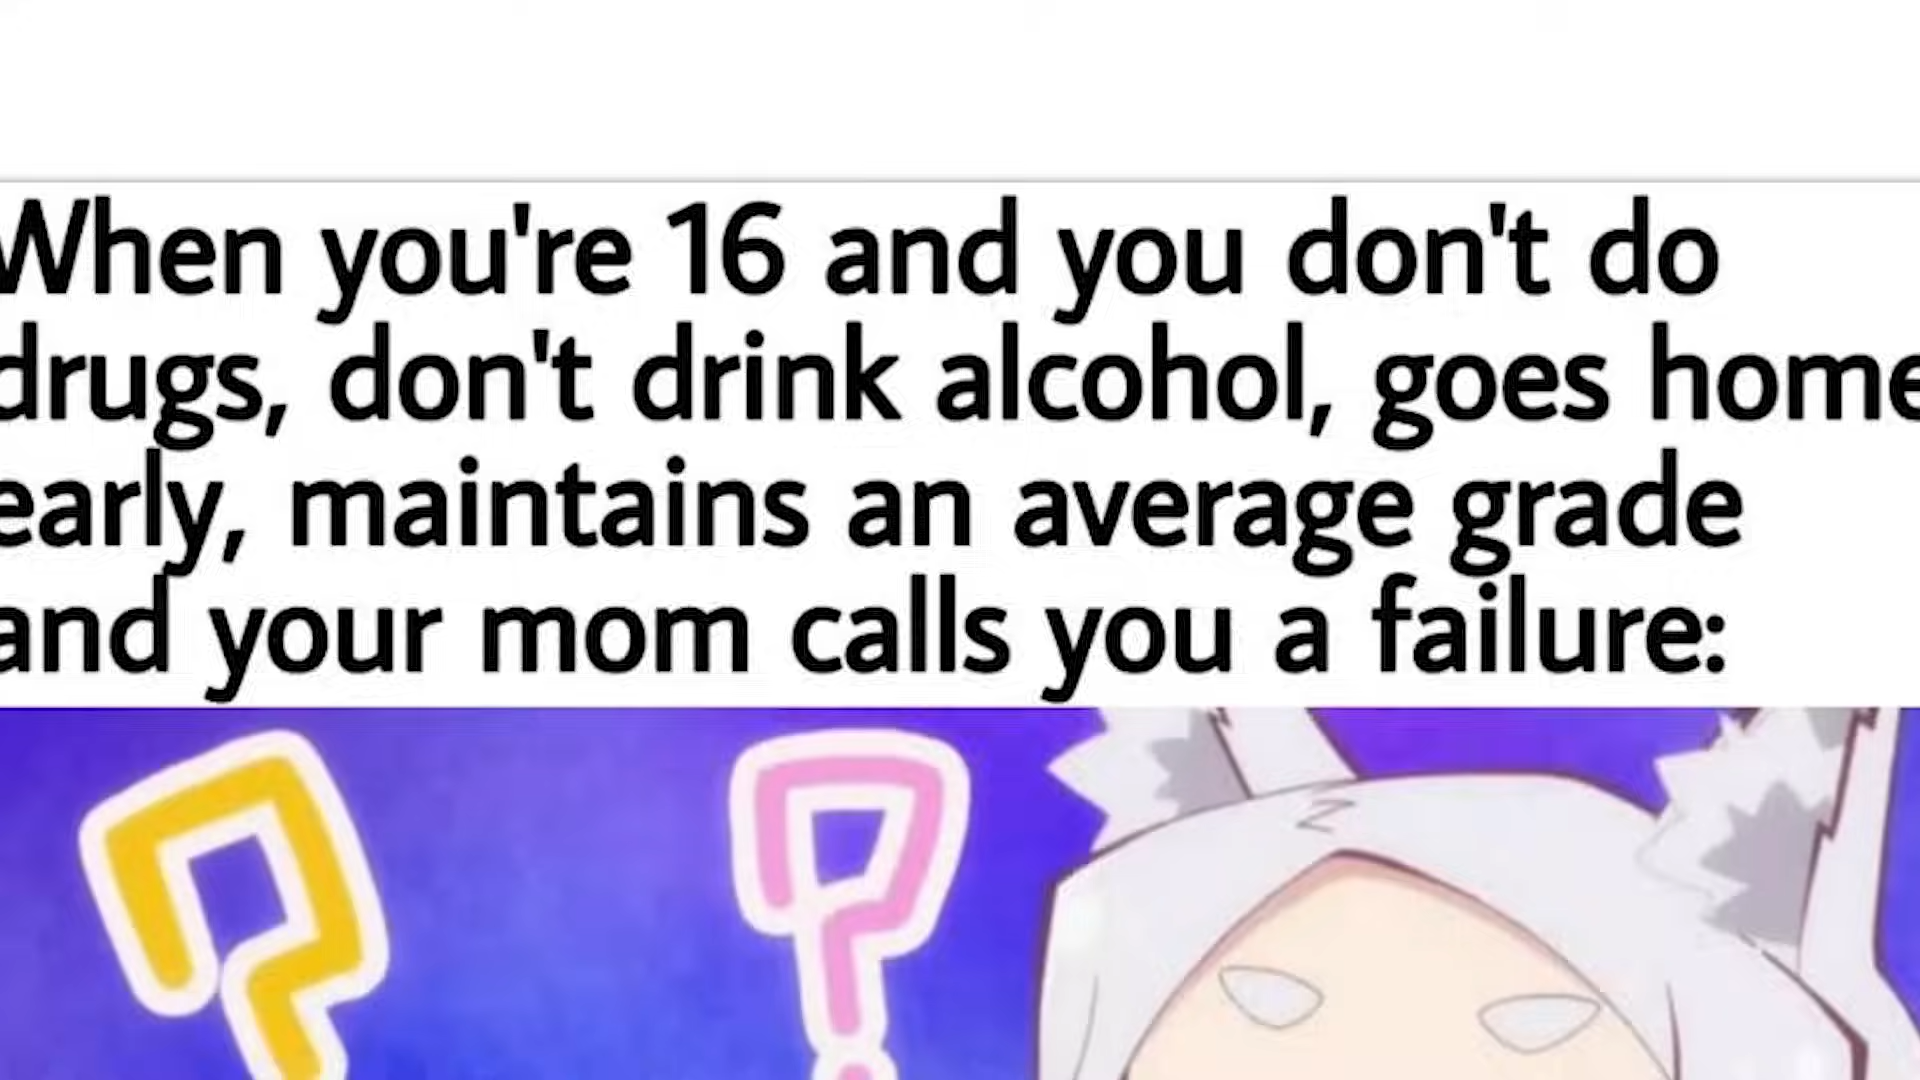 When you're 16 and you don't do
drugs, don't drink alcohol, goes home
early, maintains an average grade
and your mom calls you a failure:
? ?